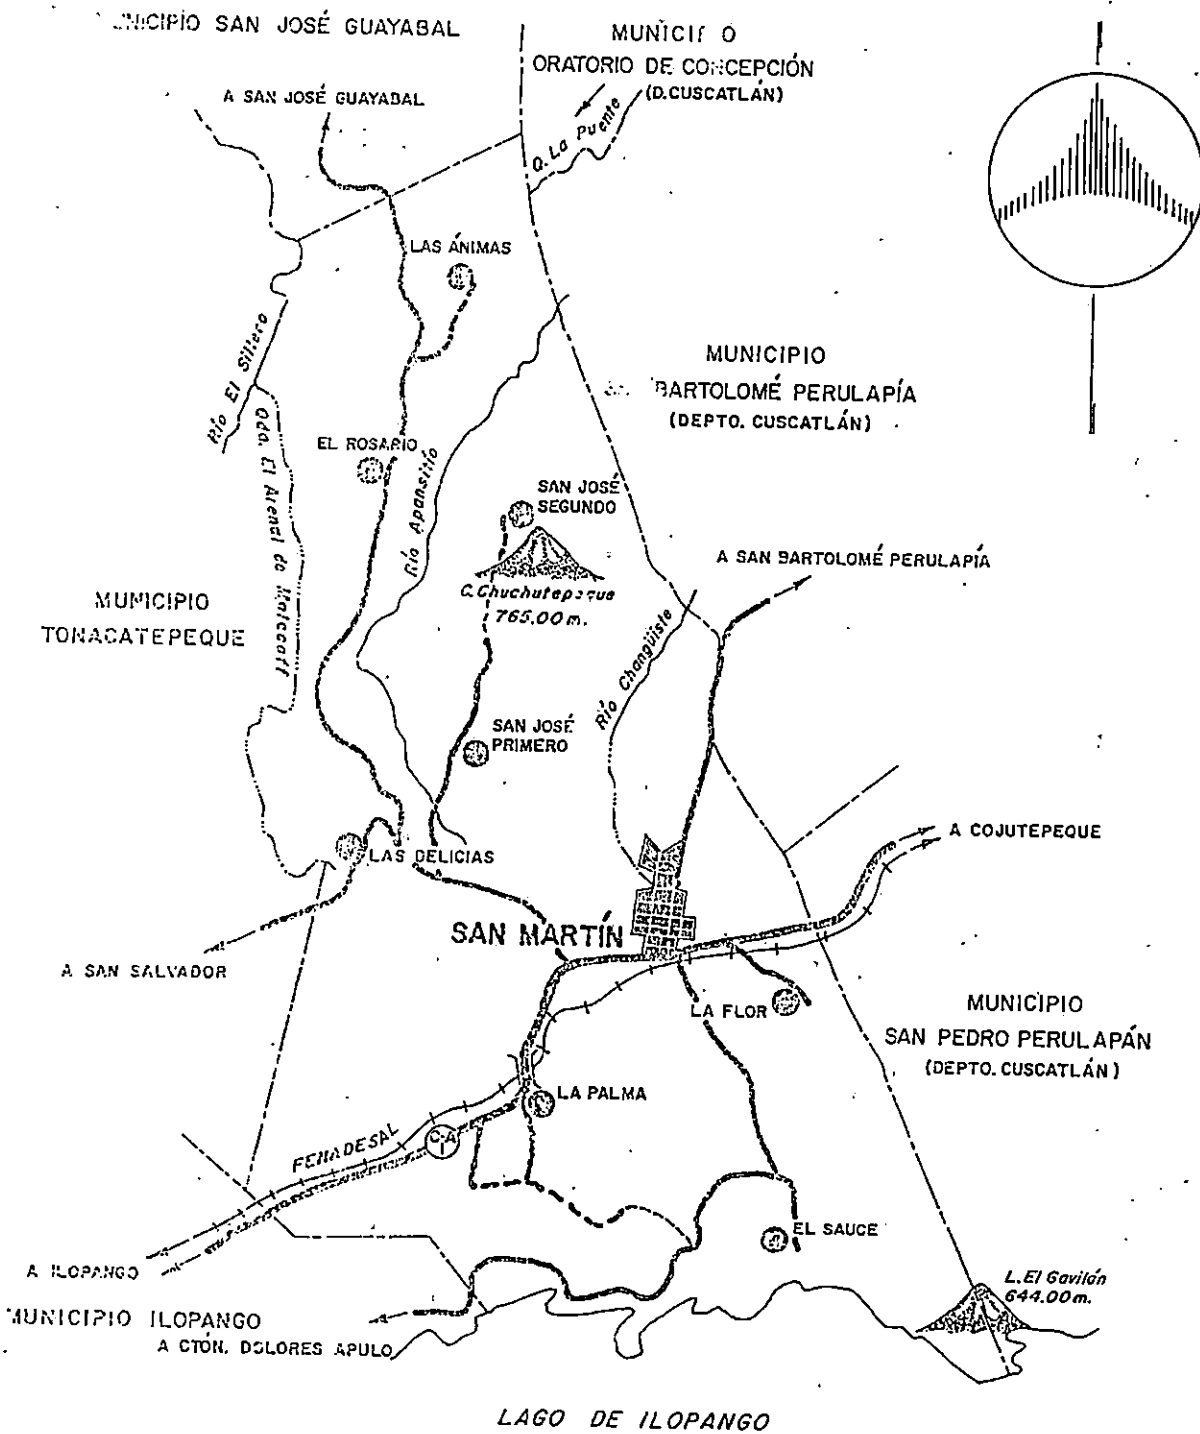 SAN JOSÉ GUAYABAL
ORATORIO DE CONCEPCIÓN
(D.CUSCATLÁN)
A SAN JOSÉ GUAYABAL
Q. La Puente
LAS ÁNIMAS
Río El Sillero
MUNICIPIO
BARTOLOMÉ PERULAPÍA
(DEPTO. CUSCATLÁN)
EL ROSARIO
Río Apansitio
Qda. El Arenal de
SAN JOSÉ
SEGUNDO
C. Chuchutepeque
765.00 m.
A SAN BARTOLOMÉ PERULAPÍA
MUNICIPIO
TONACATEPEQUE
Río Changüiste
SAN JOSÉ
PRIMERO
A COJUTEPEQUE
LAS DELICIAS
SAN MARTÍN
A SAN SALVADOR
LA FLOR
MUNICIPIO
SAN PEDRO PERULAPÁN
(DEPTO. CUSCATLÁN)
LA PALMA
FENADESAL
CA
1
EL SAUCE
A ILOPANGO
L. El Gavilán
644.00 m.
MUNICIPIO ILOPANGO
A CTÓN. DOLORES APULO
LAGO DE ILOPANGO